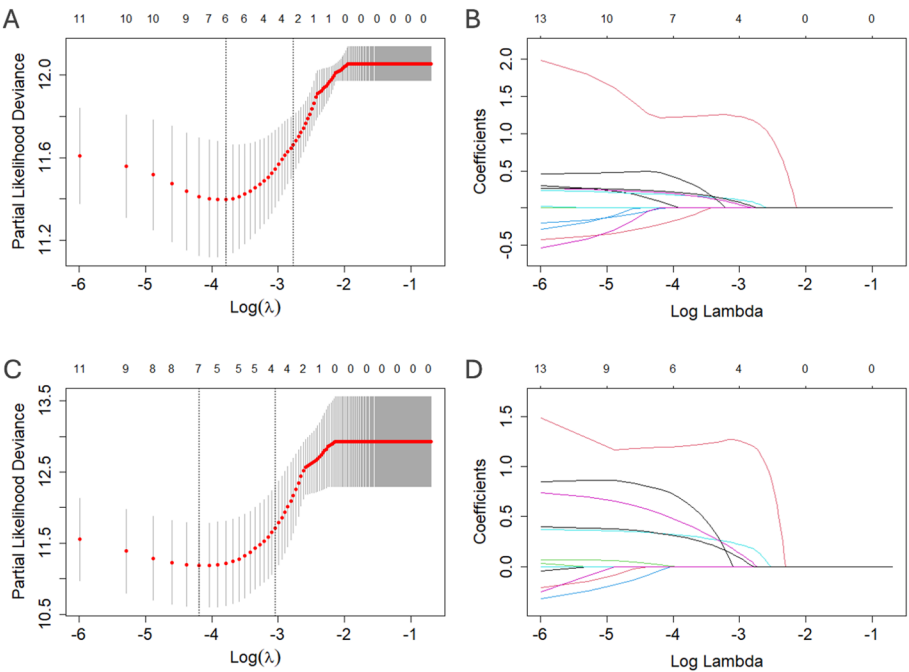 A
11 10 10 9 7 6 6 6 5 4 2 1 1 0 0 0 0 0 0 0
Partial Likelihood Deviance
12.0
11.6
11.2
-6 -5 -4 -3 -2 -1
Log(λ)
B
13 10 7 4 0 0
Coefficients
2.0
1.5
1.0
0.5
-0.5
-6 -5 -4 -3 -2 -1
Log Lambda
C
11 9 8 8 7 5 5 5 4 4 2 1 0 0 0 0 0 0 0 0
Partial Likelihood Deviance
13.5
12.5
11.5
10.5
-6 -5 -4 -3 -2 -1
Log(λ)
D
13 9 6 4 0 0
Coefficients
1.5
1.0
0.5
0.0
-6 -5 -4 -3 -2 -1
Log Lambda